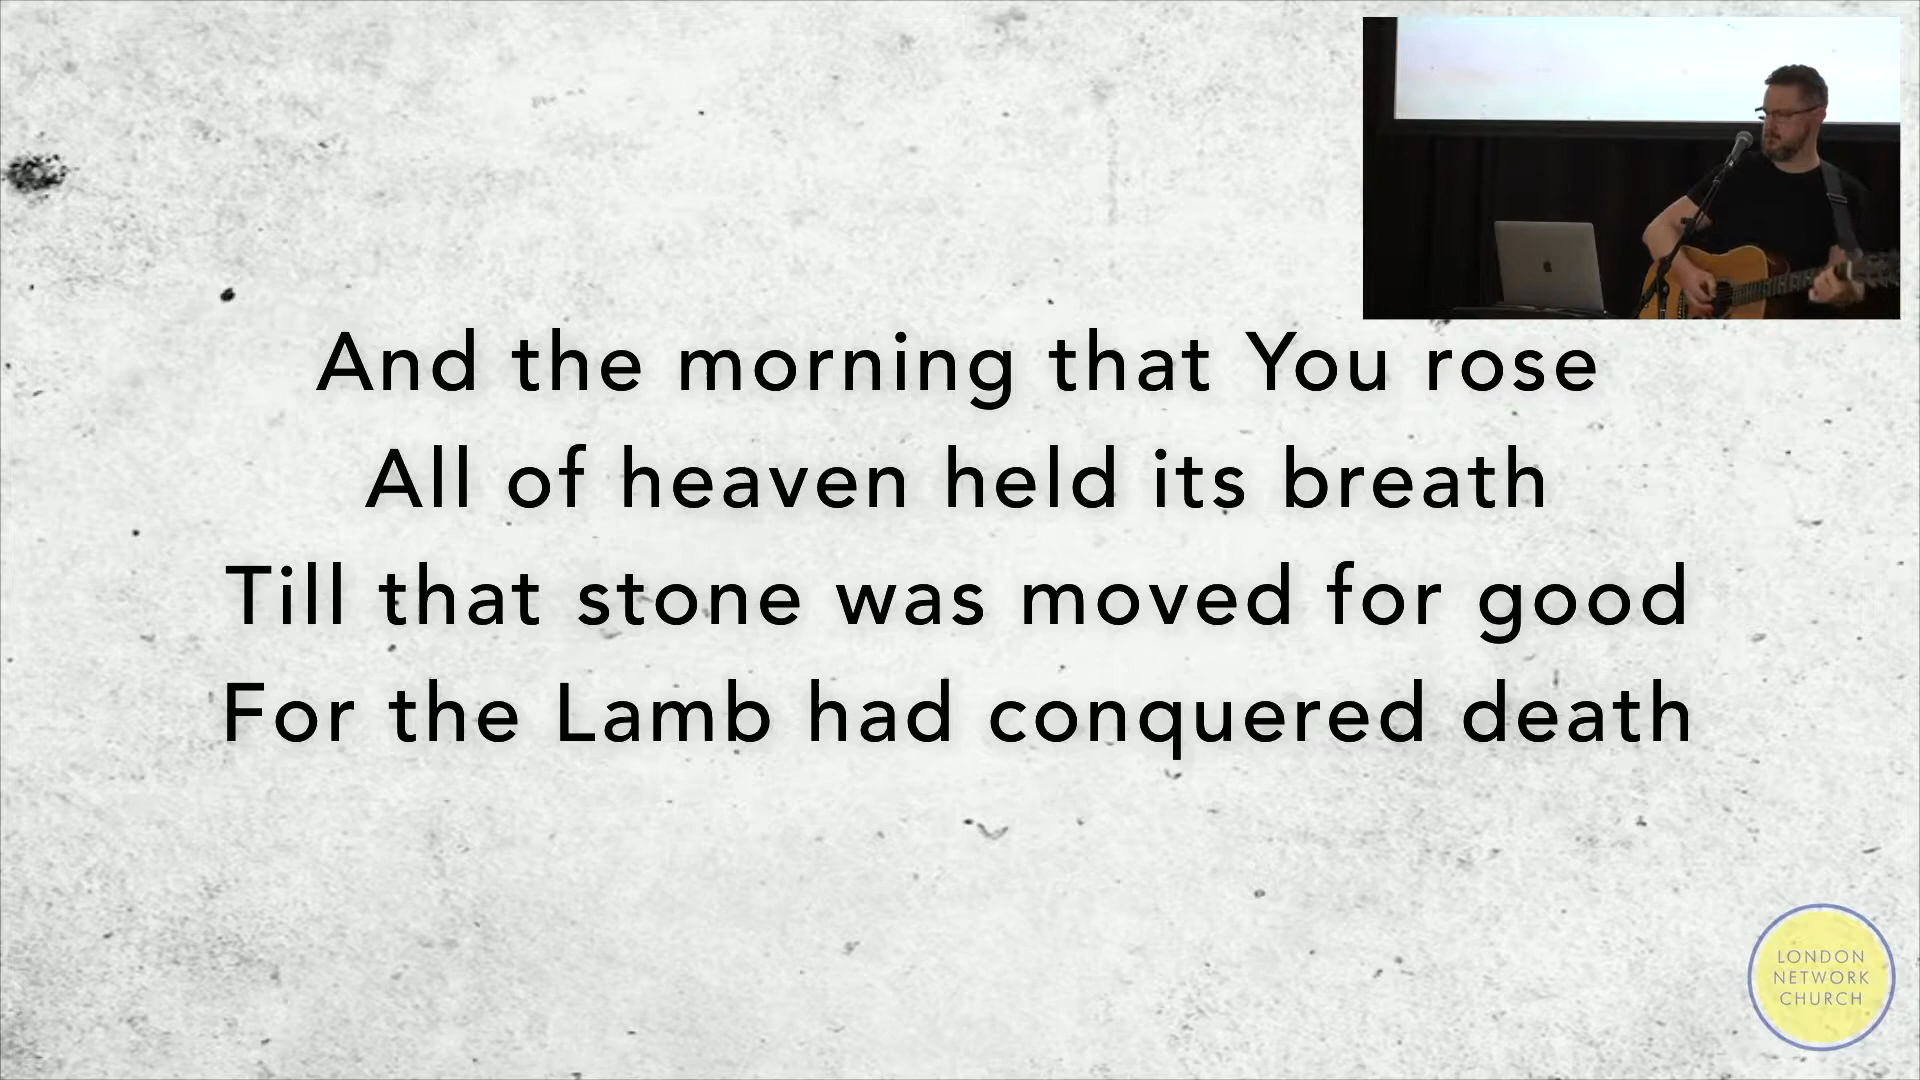 And the morning that You rose
All of heaven held its breath
Till that stone was moved for good
For the Lamb had conquered death
LONDON
NETWORK
CHURCH